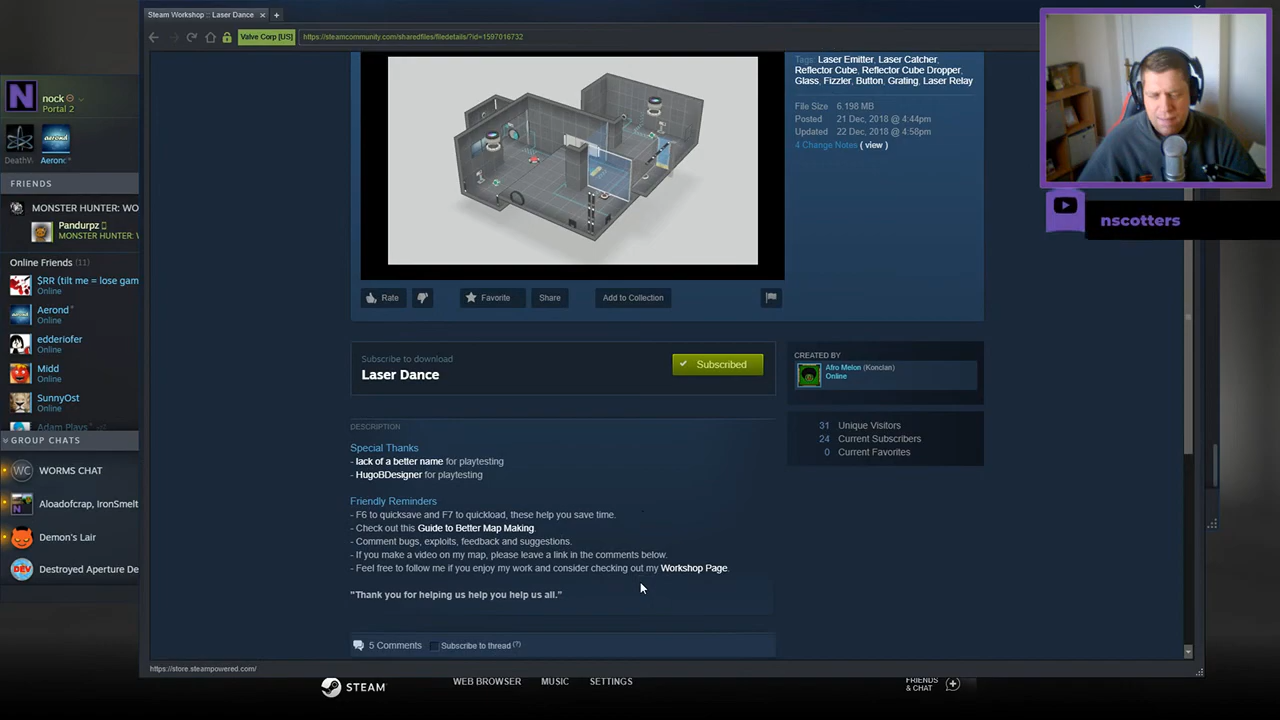 Steam Workshop :: Laser Dance
Valve Corp [US]
https://steamcommunity.com/sharedfiles/filedetails/?id=1597016732
nock
Portal 2
Aeronc
FRIENDS
MONSTER HUNTER: WO
Pandurpz
MONSTER HUNTER: W
Online Friends (11)
$RR (tilt me = lose gam
Online
Aerond
Online
edderiofer
Online
Midd
Online
SunnyOst
Online
Adam Plays
GROUP CHATS
WC WORMS CHAT
Aloadofcrap, IronSmelt
Demon's Lair
DEV Destroyed Aperture De
Tags: Laser Emitter, Laser Catcher,
Reflector Cube, Reflector Cube Dropper,
Glass, Fizzler, Button, Grating, Laser Relay
File Size 6.198 MB
Posted 21 Dec, 2018 @ 4:44pm
Updated 22 Dec, 2018 @ 4:58pm
4 Change Notes ( view )
nscotters
Rate
Favorite
Share
Add to Collection
Subscribe to download
Laser Dance
Subscribed
CREATED BY
Afro Melon (Konclan)
Online
31 Unique Visitors
24 Current Subscribers
0 Current Favorites
DESCRIPTION
Special Thanks
- lack of a better name for playtesting
- HugoBDesigner for playtesting
Friendly Reminders
- F6 to quicksave and F7 to quickload, these help you save time.
- Check out this Guide to Better Map Making.
- Comment bugs, exploits, feedback and suggestions.
- If you make a video on my map, please leave a link in the comments below.
- Feel free to follow me if you enjoy my work and consider checking out my Workshop Page.
"Thank you for helping us help you help us all."
5 Comments
Subscribe to thread (?)
https://store.steampowered.com/
STEAM
WEB BROWSER
MUSIC
SETTINGS
FRIENDS
& CHAT